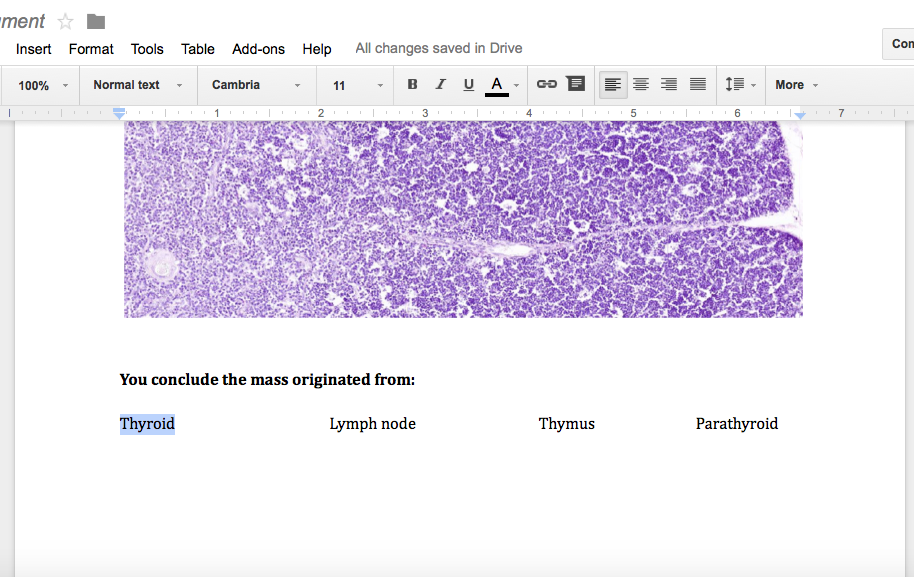 ment
Insert Format Tools Table Add-ons Help All changes saved in Drive
Com
100% Normal text Cambria 11 B I U A More
1 2 3 4 5 6 7
You conclude the mass originated from:
Thyroid Lymph node Thymus Parathyroid